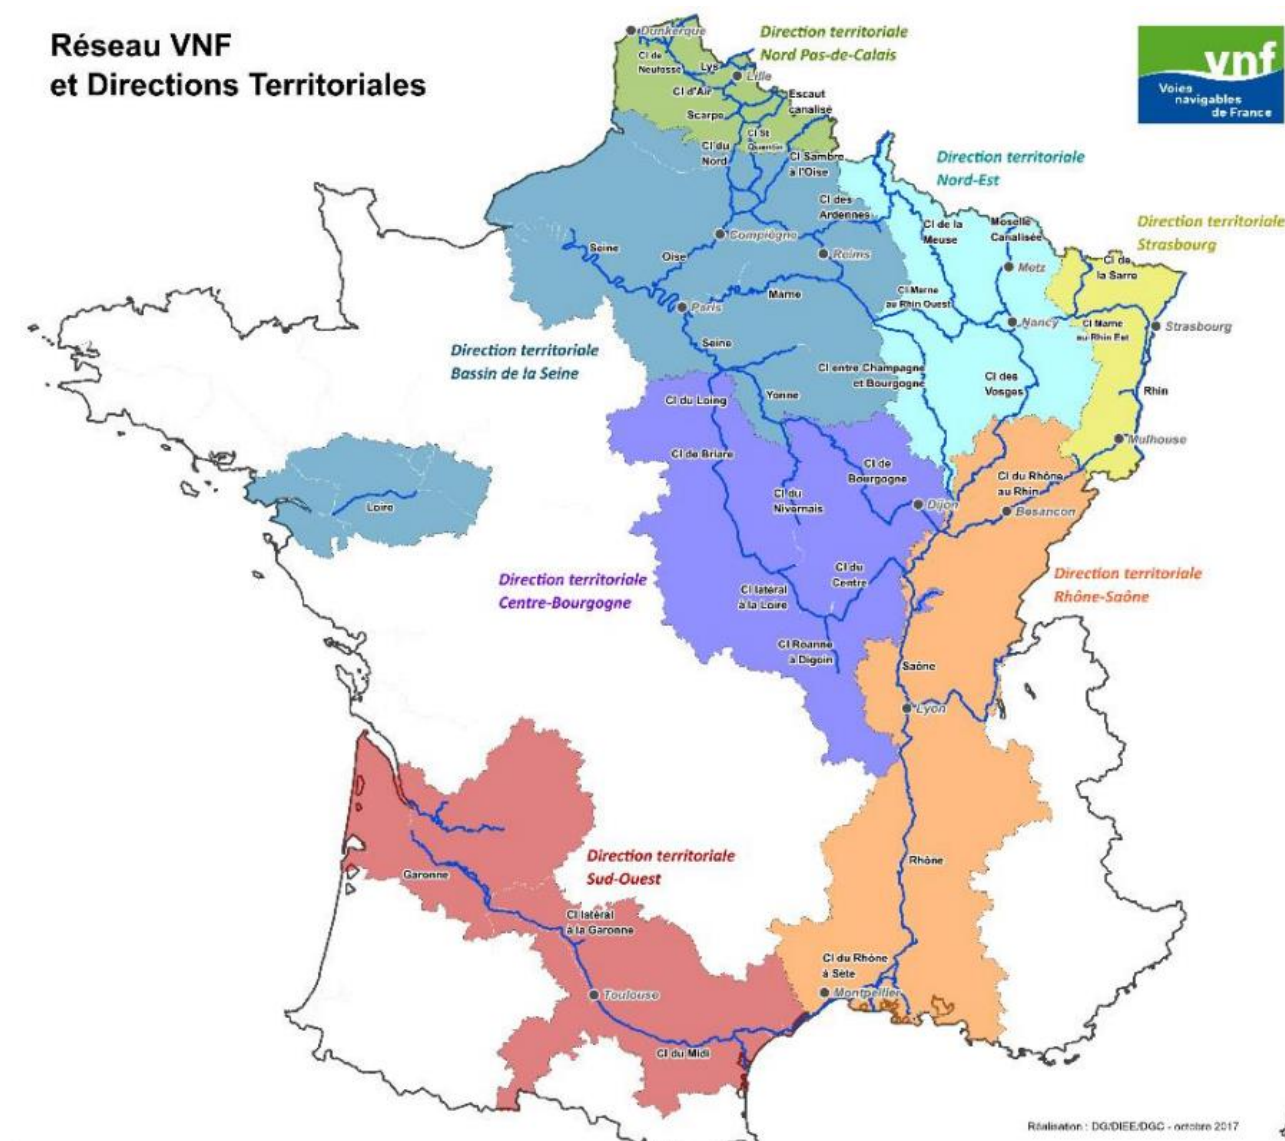 Réseau VNF
et Directions Territoriales
vnf
Voies
navigables
de France
Direction territoriale
Nord Pas-de-Calais
Dunkerque
Cl de
Neufossé
Lys
Lille
Cl d'Air
Escaut
canalisé
Scarpe
Cl St
Quentin
Cl du
Nord
Cl Sambre
à l'Oise
Direction territoriale
Nord-Est
Cl des
Ardennes
Cl de la
Meuse
Moselle
Canalisée
Direction territoriale
Strasbourg
Seine
Oise
Compiègne
Reims
Metz
Cl de
la Sarre
Marne
Cl Marne
au Rhin Ouest
Paris
Nancy
Cl Marne
au Rhin Est
Strasbourg
Direction territoriale
Bassin de la Seine
Seine
Cl entre Champagne
et Bourgogne
Cl des
Vosges
Rhin
Cl du Loing
Yonne
Mulhouse
Cl de Briare
Cl de
Bourgogne
Cl du Rhône
au Rhin
Cl du
Nivernais
Dijon
Besançon
Loire
Direction territoriale
Centre-Bourgogne
Cl du
Centre
Direction territoriale
Rhône-Saône
Cl latéral
à la Loire
Cl Roanne
à Digoin
Saône
Lyon
Direction territoriale
Sud-Ouest
Rhône
Garonne
Cl latéral
à la Garonne
Cl du Rhône
à Sète
Toulouse
Montpellier
Cl du Midi
Réalisation : DG/DIEE/DGC - octobre 2017